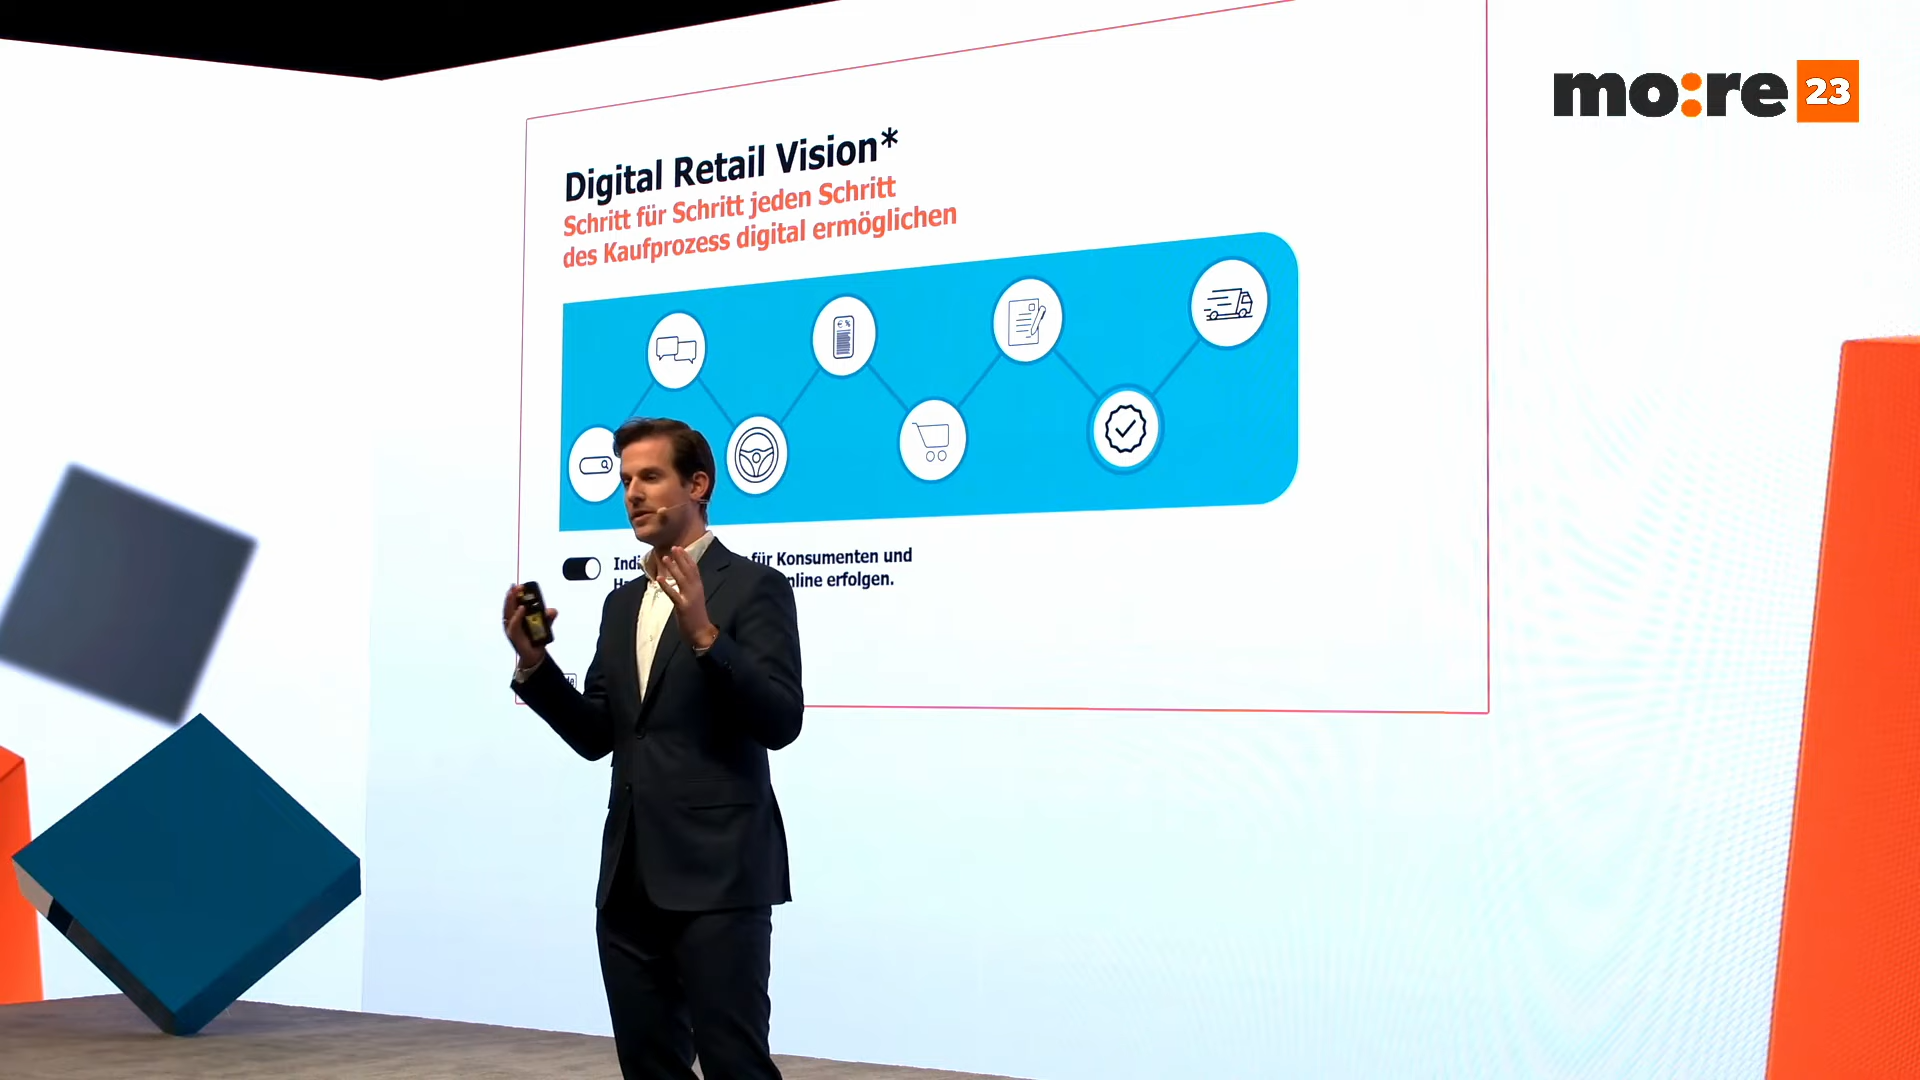 mo:re 23
Digital Retail Vision*
Schritt für Schritt jeden Schritt
des Kaufprozess digital ermöglichen
€ %
für Konsumenten und
erfolgen.